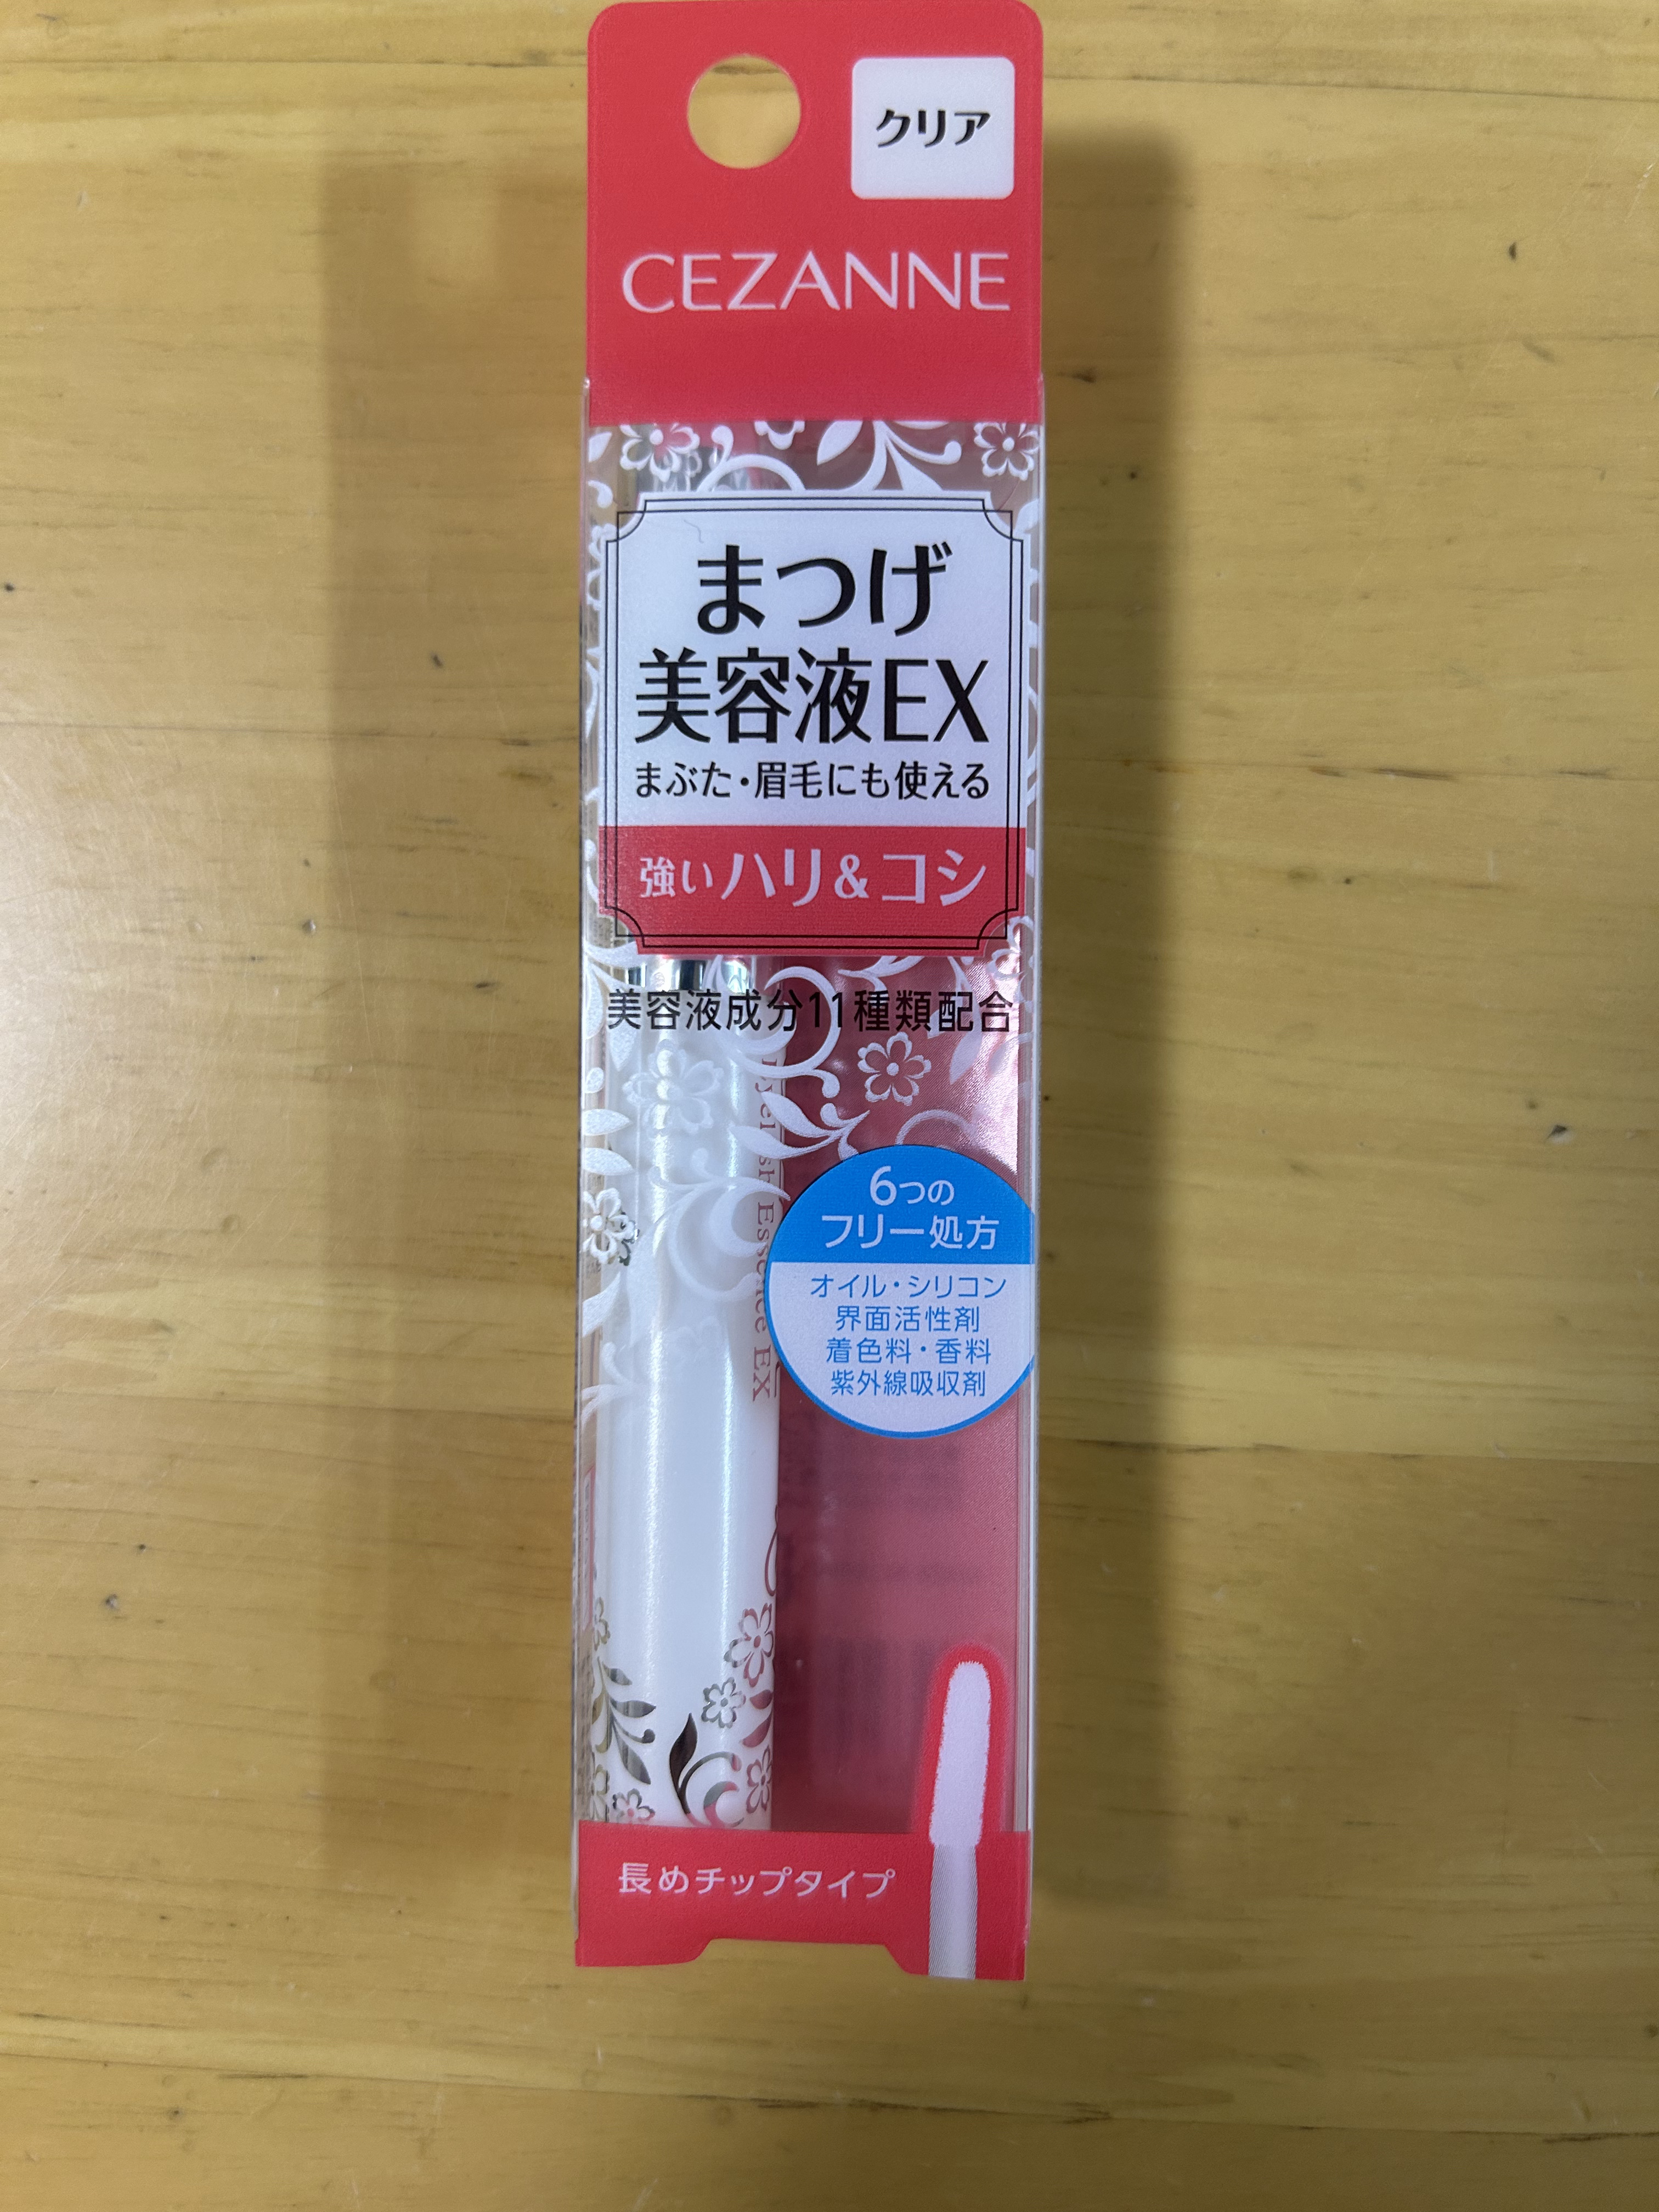 クリア
CEZANNE
まつげ
美容液EX
まぶた・眉毛にも使える
強いハリ&コシ
美容液成分11種類配合
Essence EX
6つの
フリー処方
オイル・シリコン
界面活性剤
着色料・香料
紫外線吸収剤
長めチップタイプ